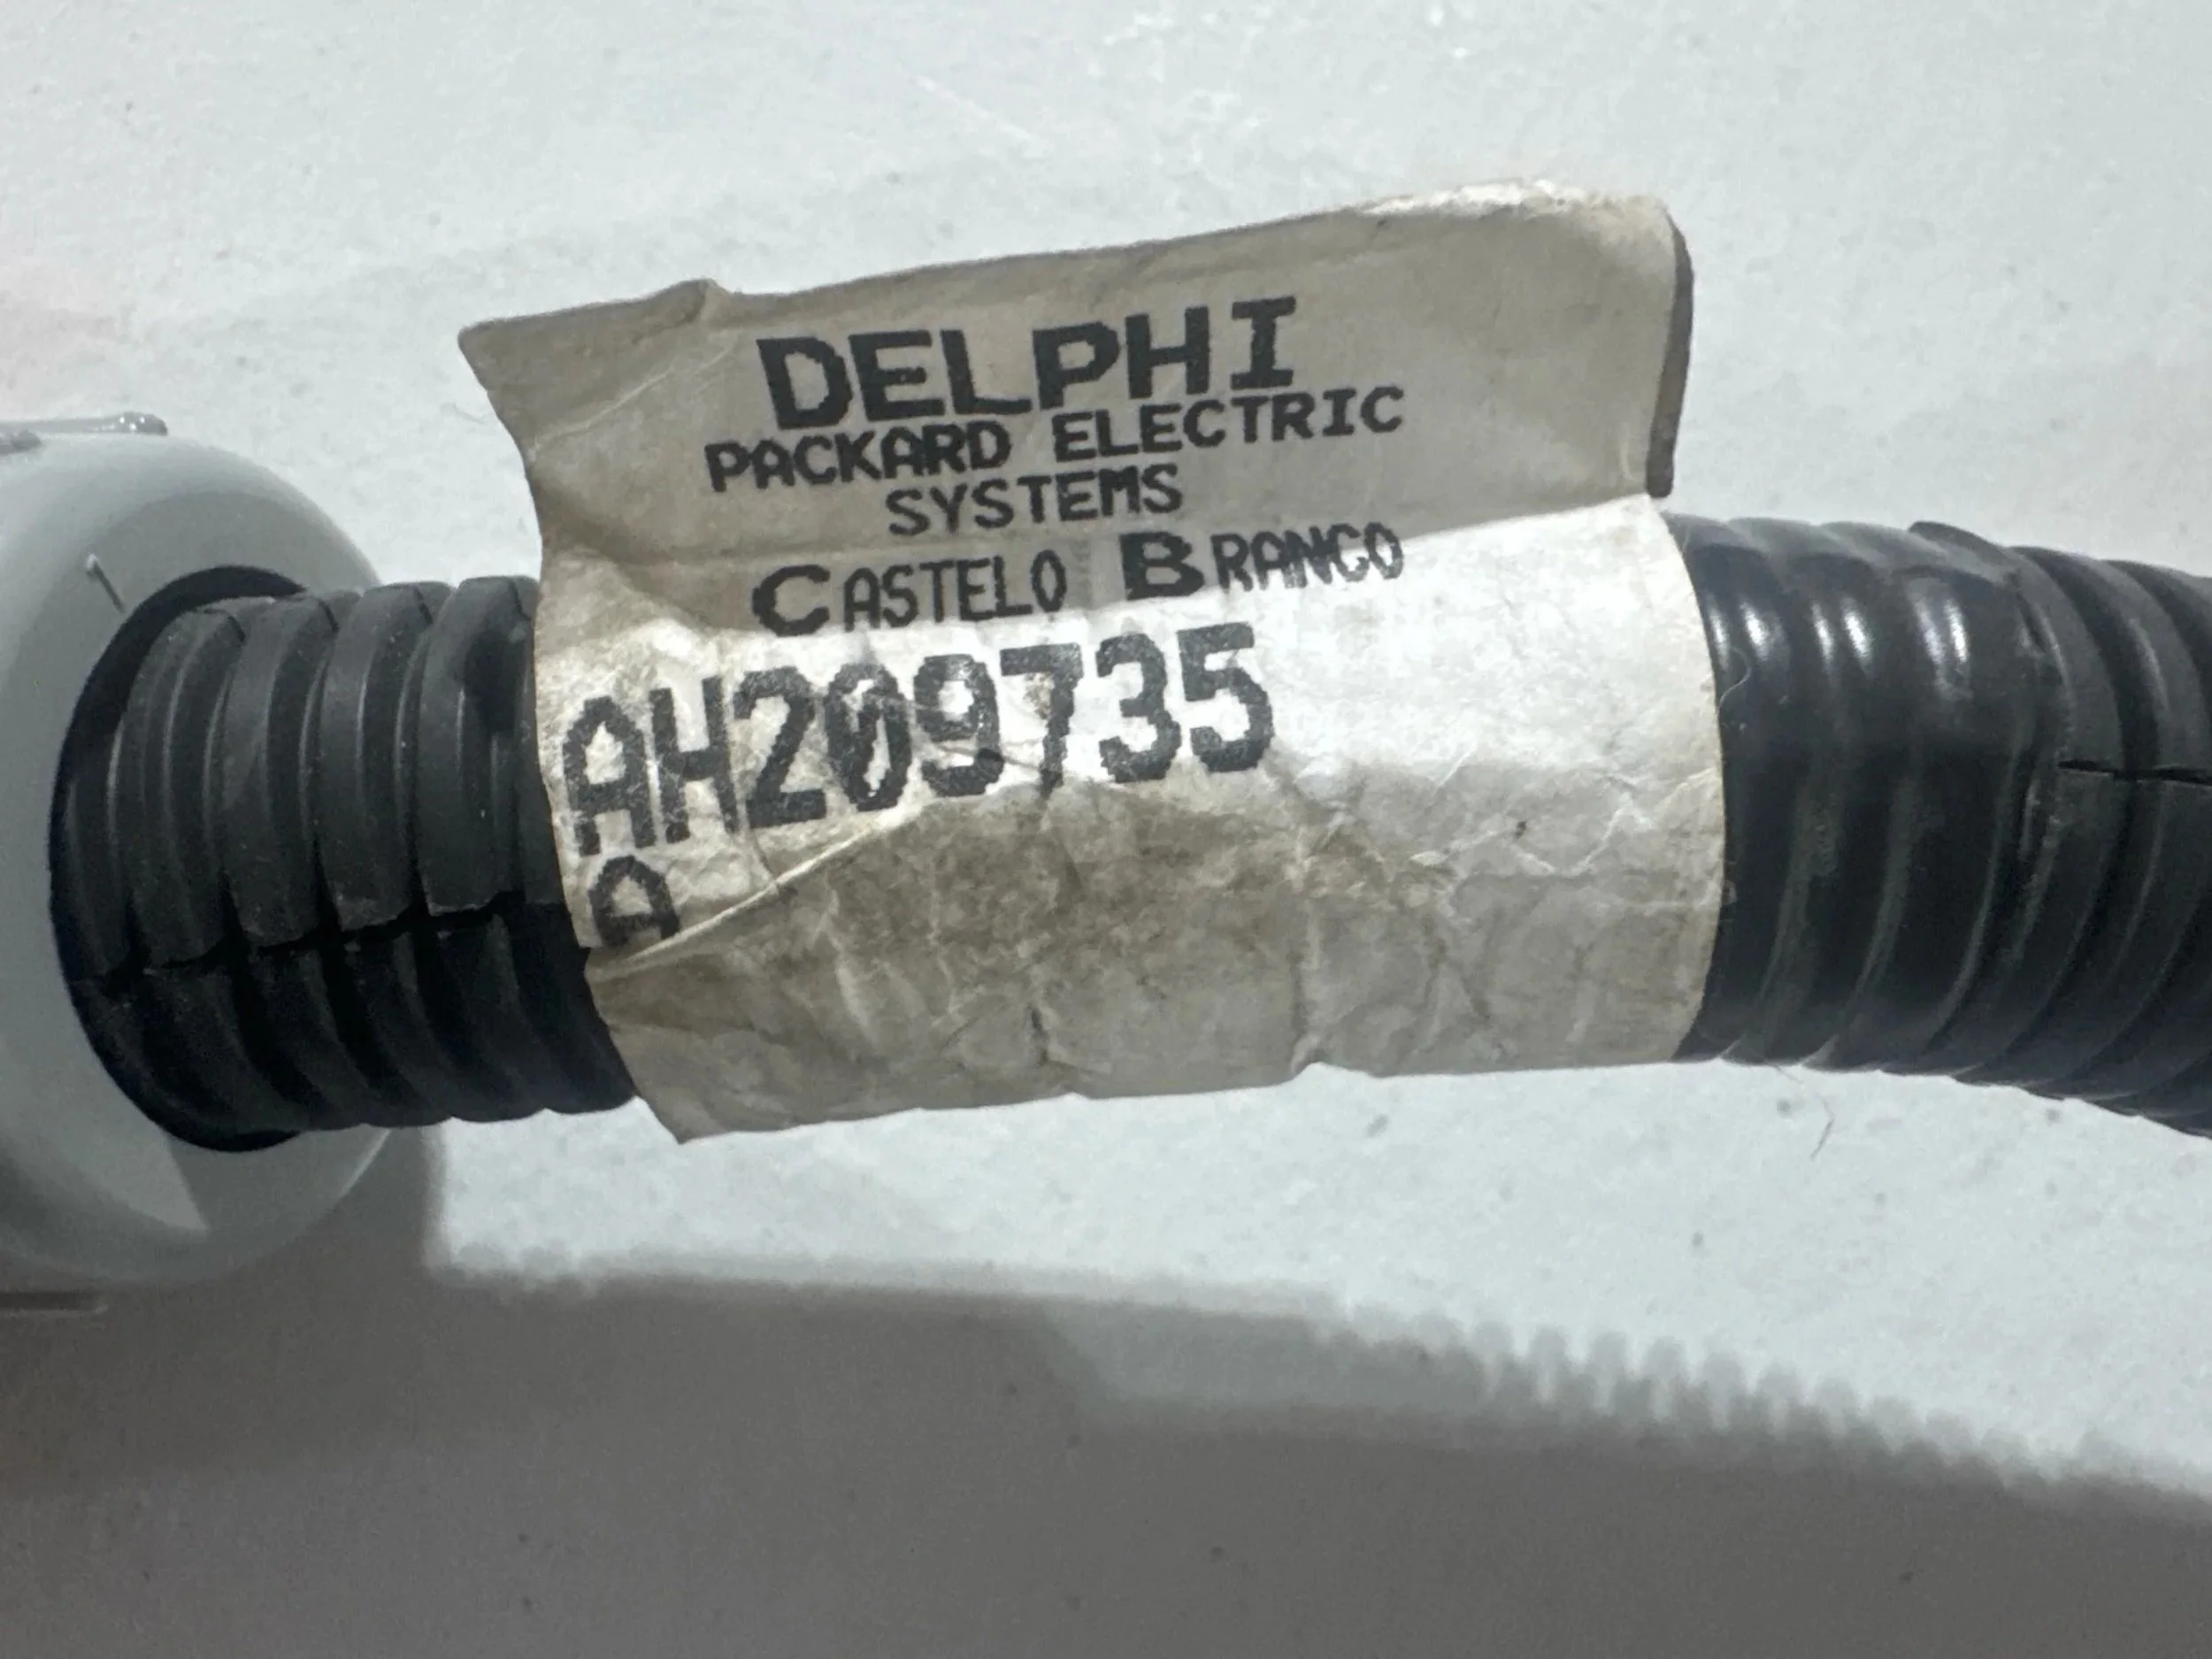 DELPHI
PACKARD ELECTRIC
SYSTEMS
CASTELO BRANCO
AH209735
A